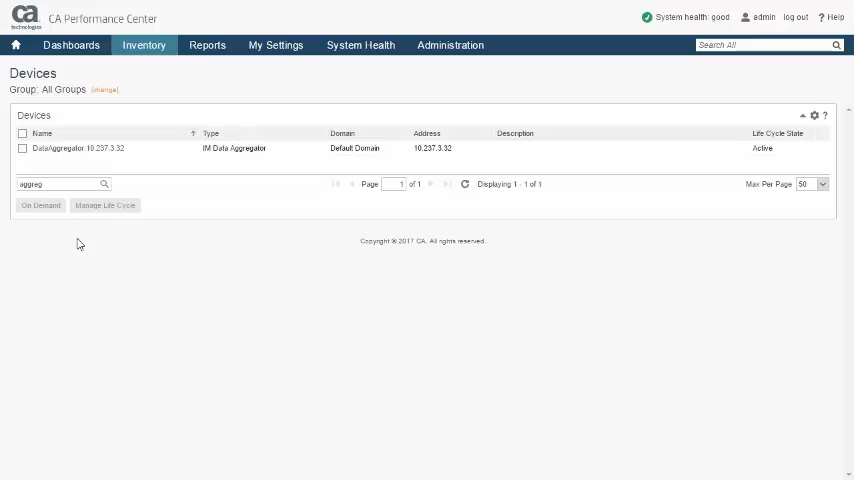 ca technologies CA Performance Center
System health: good admin log out ? Help
Dashboards Inventory Reports My Settings System Health Administration Search All
Devices
Group: All Groups (change)
Devices ?
Name Type Domain Address Description Life Cycle State
DataAggregator:10.237.3.32 IM Data Aggregator Default Domain 10.237.3.32 Active
aggreg Page 1 of 1 Displaying 1 - 1 of 1 Max Per Page 50
On Demand Manage Life Cycle
Copyright © 2017 CA. All rights reserved.